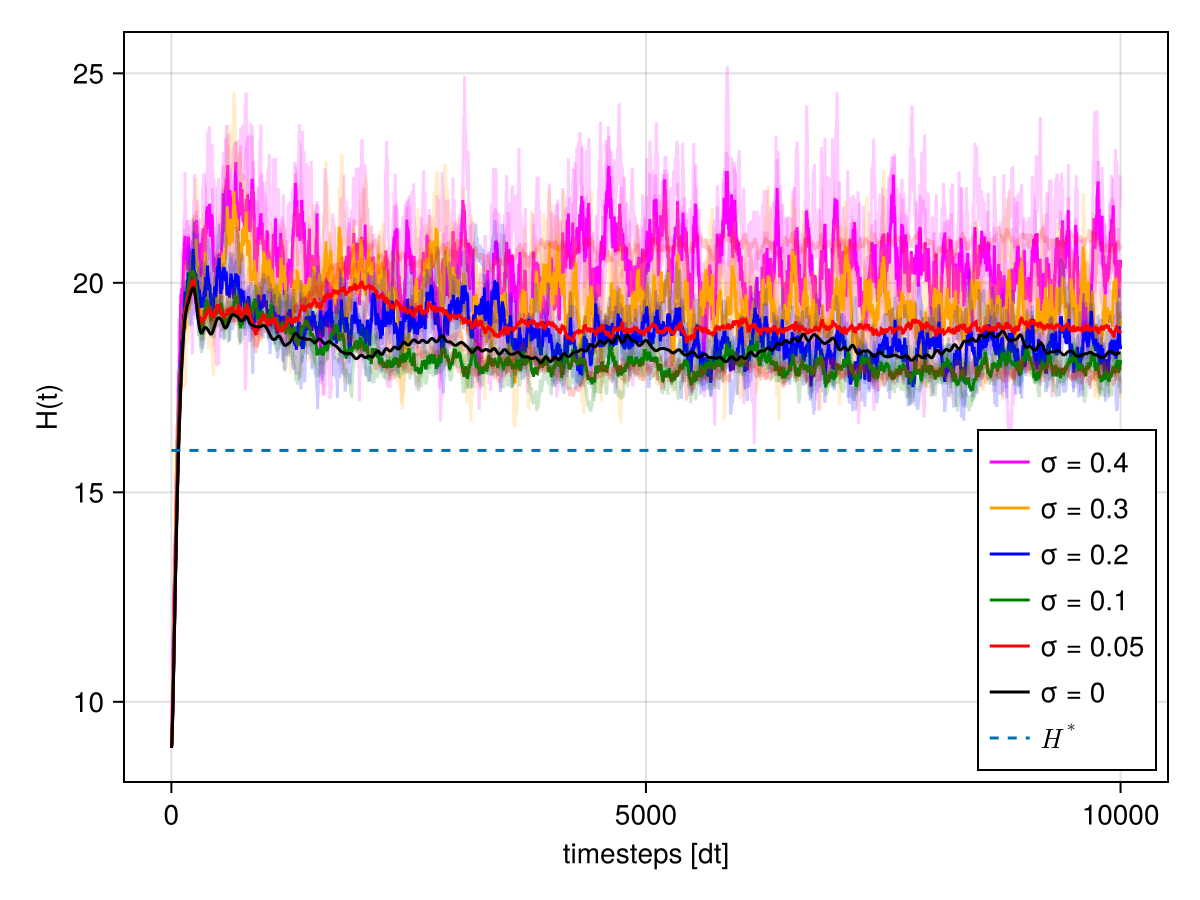 H(t)
25
20
15
10
0
5000
10000
timesteps [dt]
σ = 0.4
σ = 0.3
σ = 0.2
σ = 0.1
σ = 0.05
σ = 0
H*